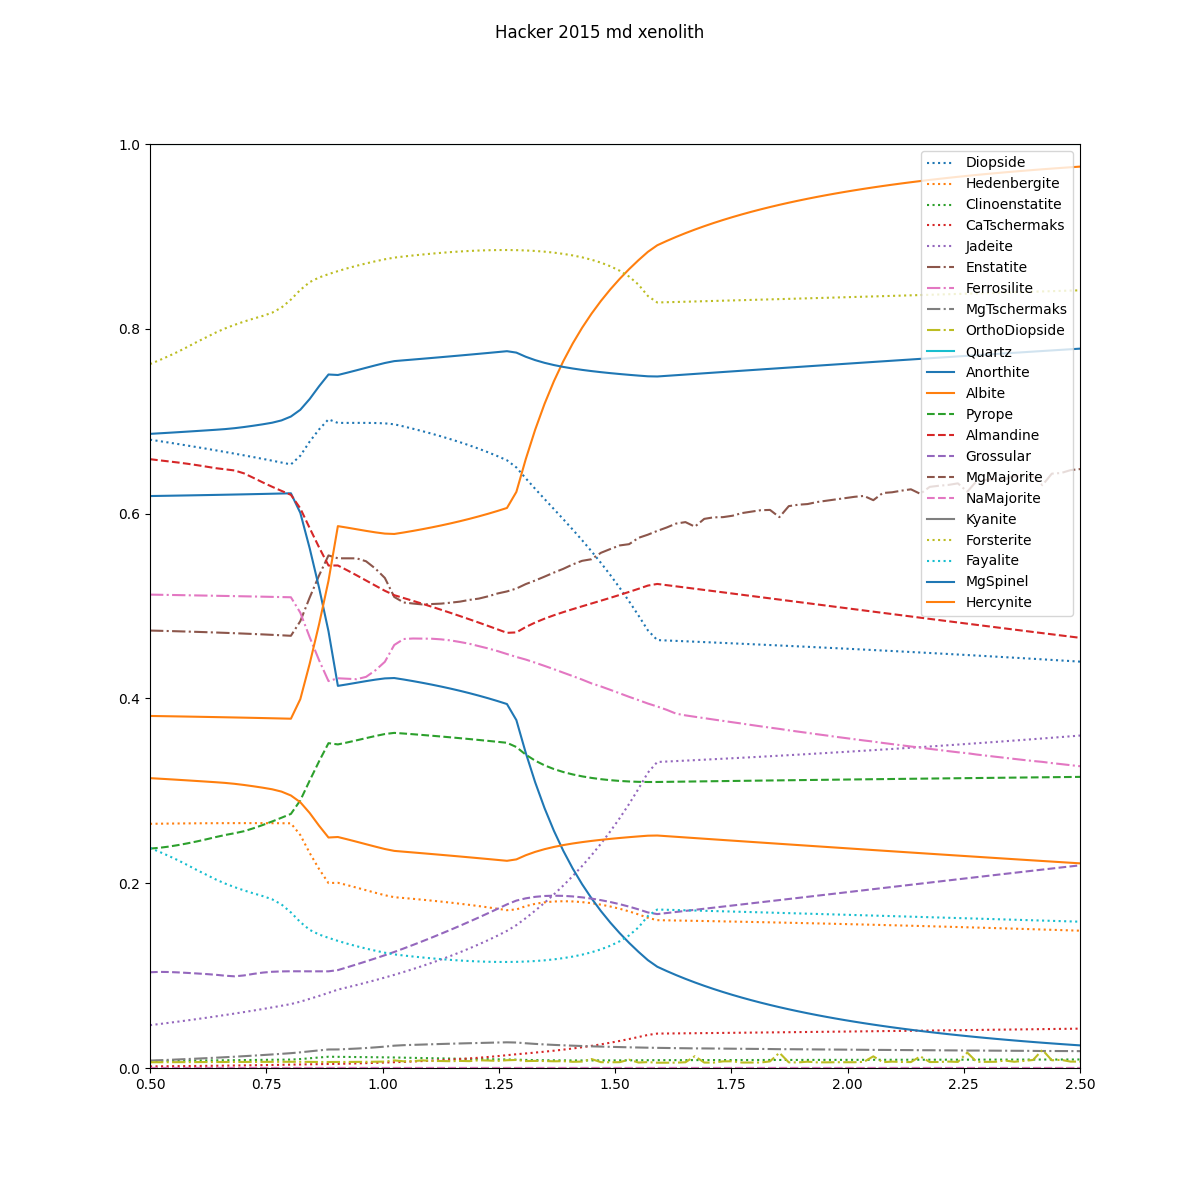 Hacker 2015 md xenolith
1.0
0.8
0.6
0.4
0.2
0.0
0.50
0.75
1.00
1.25
1.50
1.75
2.00
2.25
2.50
Diopside
Hedenbergite
Clinoenstatite
CaTschermaks
Jadeite
Enstatite
Ferrosilite
MgTschermaks
OrthoDiopside
Quartz
Anorthite
Albite
Pyrope
Almandine
Grossular
MgMajorite
NaMajorite
Kyanite
Forsterite
Fayalite
MgSpinel
Hercynite